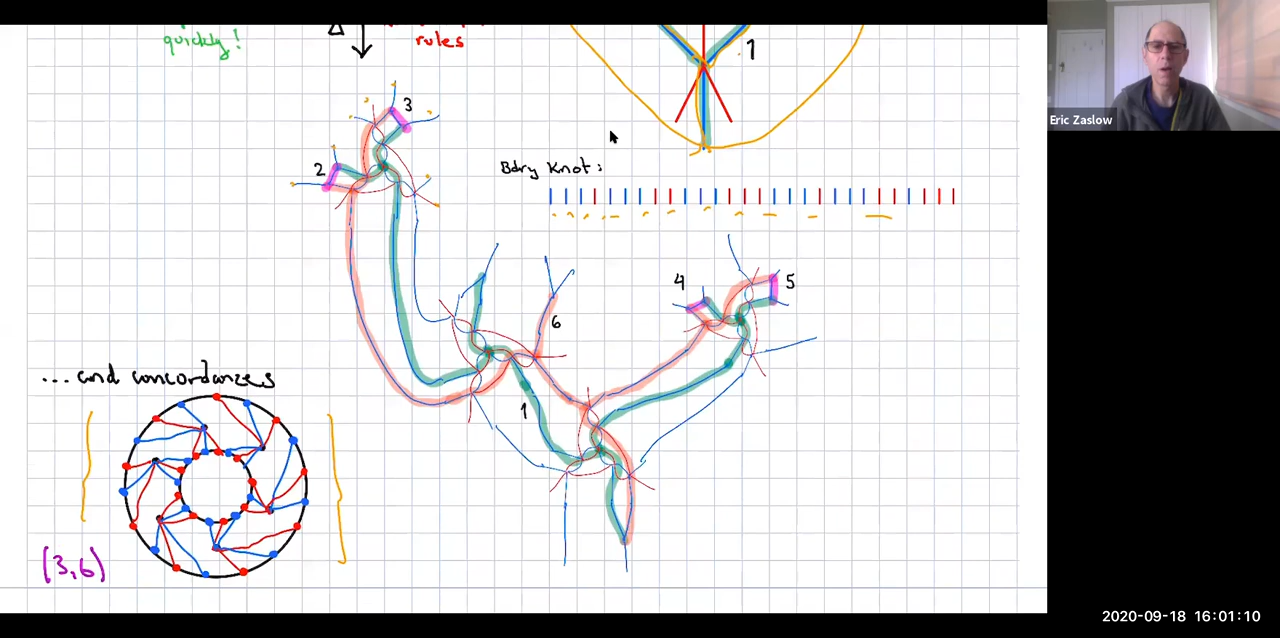 quickly!
rules
1
Eric Zaslow
3
2
Bdry Knot:
4
5
6
1
...and concordances
(3,6)
2020-09-18 16:01:10